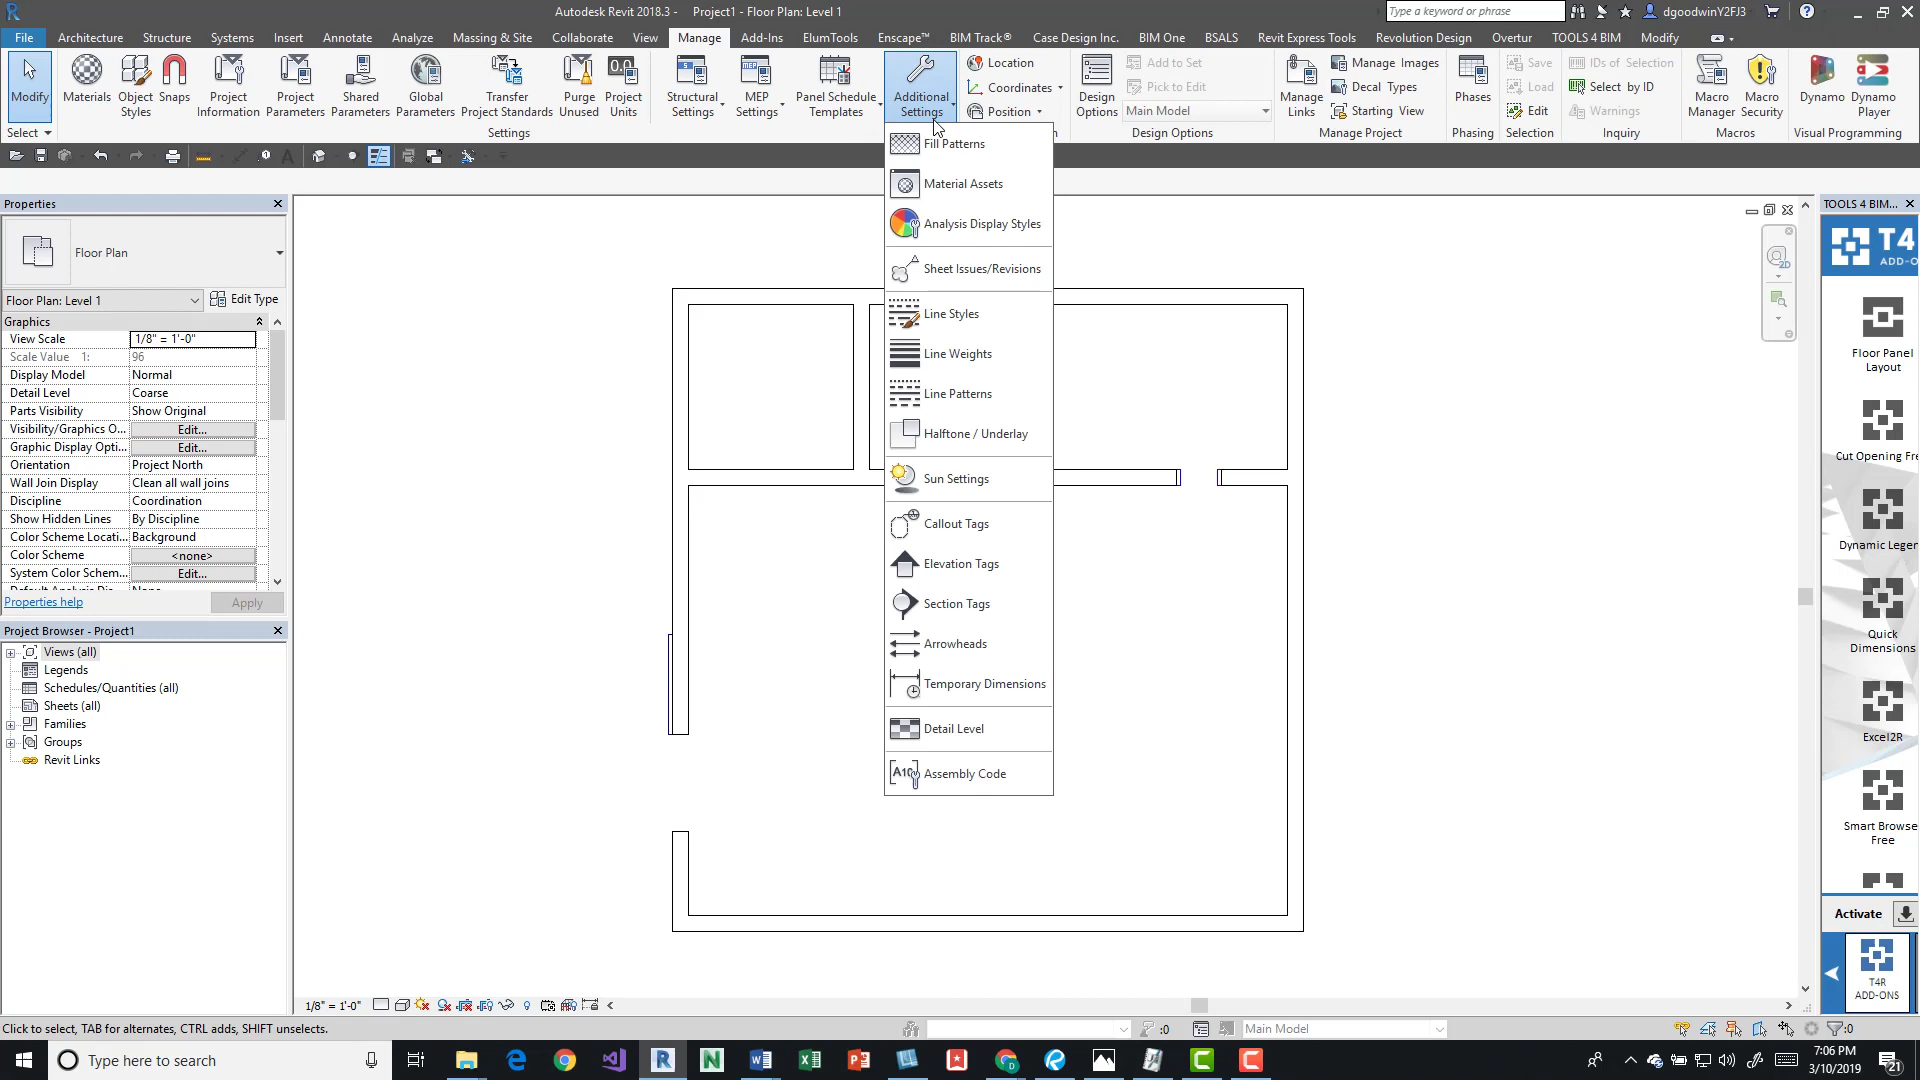 Autodesk Revit 2018.3 - Project1 - Floor Plan: Level 1
Type a keyword or phrase
dgoodwinY2FJ3
File Architecture Structure Systems Insert Annotate Analyze Massing & Site Collaborate View Manage Add-Ins ElumTools Enscape™ BIM Track® Case Design Inc. BIM One BSALS Revit Express Tools Revolution Design Overtur TOOLS 4 BIM Modify
Modify
Materials
Object
Styles
Snaps
Project
Information
Project
Parameters
Shared
Parameters
Global
Parameters
Transfer
Project Standards
Purge
Unused
Project
Units
Structural
Settings
MEP
Settings
Panel Schedule
Templates
Additional
Settings
Location
Coordinates
Position
Design
Options
Add to Set
Pick to Edit
Main Model
Manage
Links
Manage Images
Decal Types
Starting View
Phases
Save
Load
Edit
IDs of Selection
Select by ID
Warnings
Macro
Manager
Macro
Security
Dynamo
Dynamo
Player
Select
Settings
Design Options
Manage Project
Phasing
Selection
Inquiry
Macros
Visual Programming
Fill Patterns
Material Assets
Analysis Display Styles
Sheet Issues/Revisions
Line Styles
Line Weights
Line Patterns
Halftone / Underlay
Sun Settings
Callout Tags
Elevation Tags
Section Tags
Arrowheads
Temporary Dimensions
Detail Level
Assembly Code
Properties
Floor Plan
Floor Plan: Level 1
Edit Type
Graphics
View Scale 1/8" = 1'-0"
Scale Value 1: 96
Display Model Normal
Detail Level Coarse
Parts Visibility Show Original
Visibility/Graphics O... Edit...
Graphic Display Opti... Edit...
Orientation Project North
Wall Join Display Clean all wall joins
Discipline Coordination
Show Hidden Lines By Discipline
Color Scheme Locati... Background
Color Scheme <none>
System Color Schem... Edit...
Properties help
Apply
Project Browser - Project1
Views (all)
Legends
Schedules/Quantities (all)
Sheets (all)
Families
Groups
Revit Links
2D
TOOLS 4 BIM...
T4
ADD-O
Floor Panel
Layout
Cut Opening Fre
Dynamic Legen
Quick
Dimensions
Excel2R
Smart Browse
Free
Activate
T4R
ADD-ONS
1/8" = 1'-0"
Click to select, TAB for alternates, CTRL adds, SHIFT unselects.
:0
Main Model
:0
Type here to search
7:06 PM
3/10/2019
21